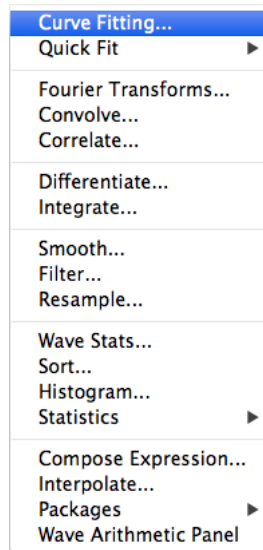 Curve Fitting...
Quick Fit
Fourier Transforms...
Convolve...
Correlate...
Differentiate...
Integrate...
Smooth...
Filter...
Resample...
Wave Stats...
Sort...
Histogram...
Statistics
Compose Expression...
Interpolate...
Packages
Wave Arithmetic Panel